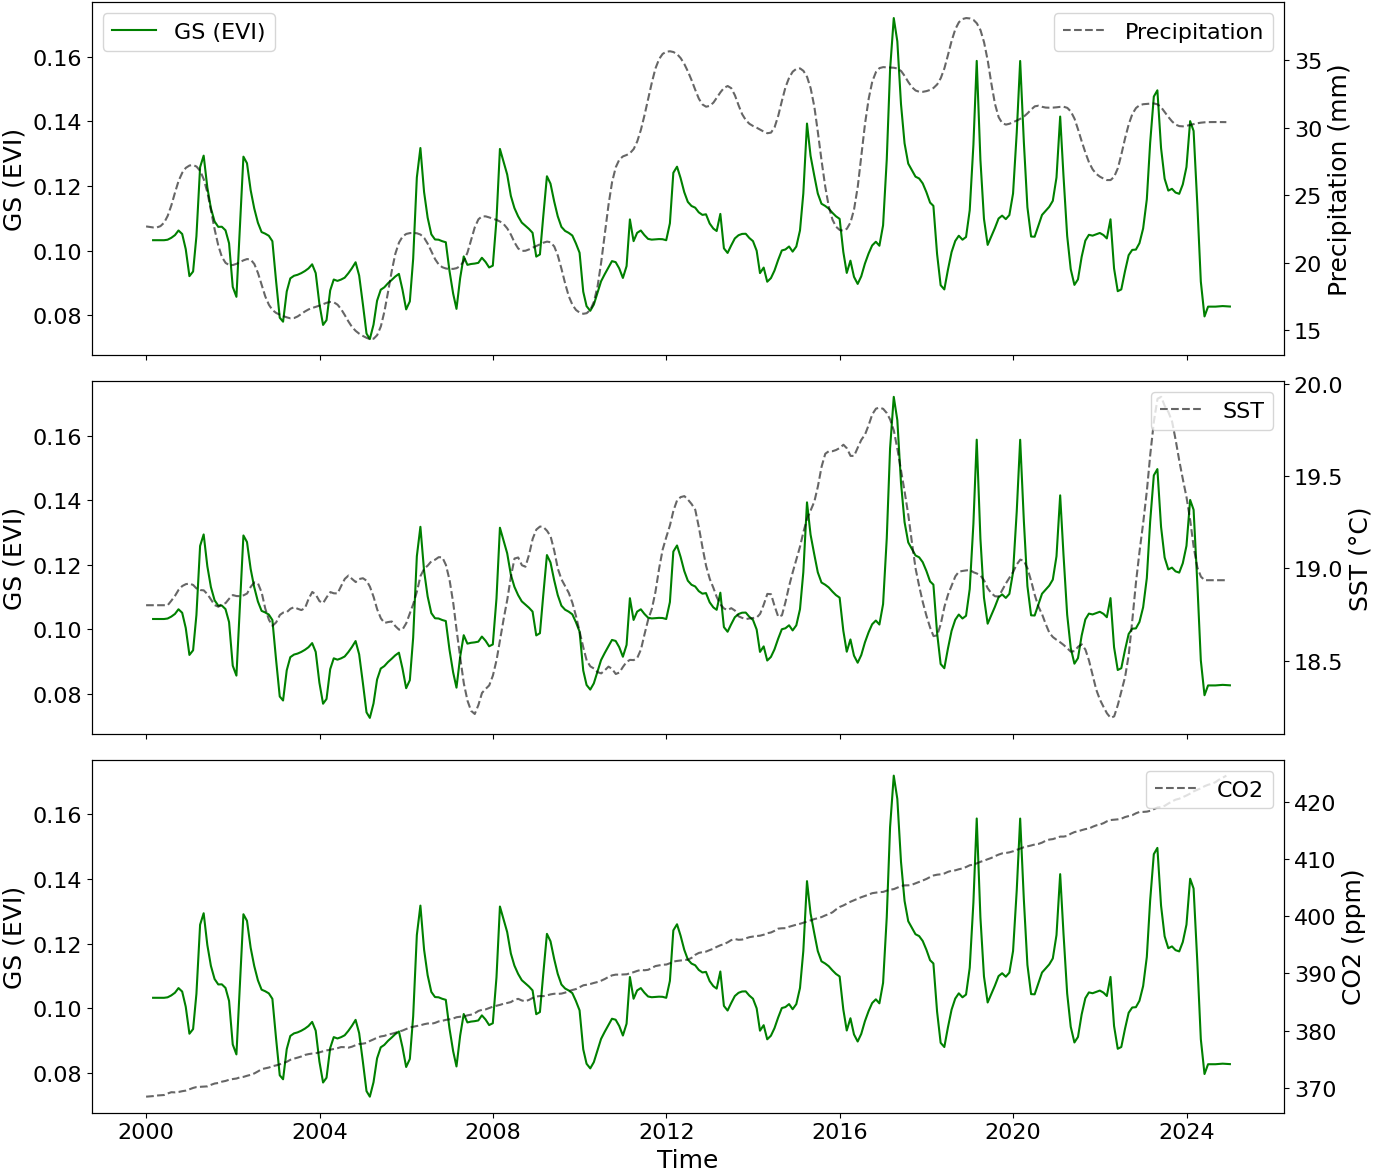 GS (EVI)
Precipitation
0.16
0.14
0.12
0.10
0.08
GS (EVI)
35
30
25
20
15
Precipitation (mm)
SST
0.16
0.14
0.12
0.10
0.08
GS (EVI)
20.0
19.5
19.0
18.5
SST (°C)
CO2
0.16
0.14
0.12
0.10
0.08
GS (EVI)
420
410
400
390
380
370
CO2 (ppm)
2000 2004 2008 2012 2016 2020 2024
Time